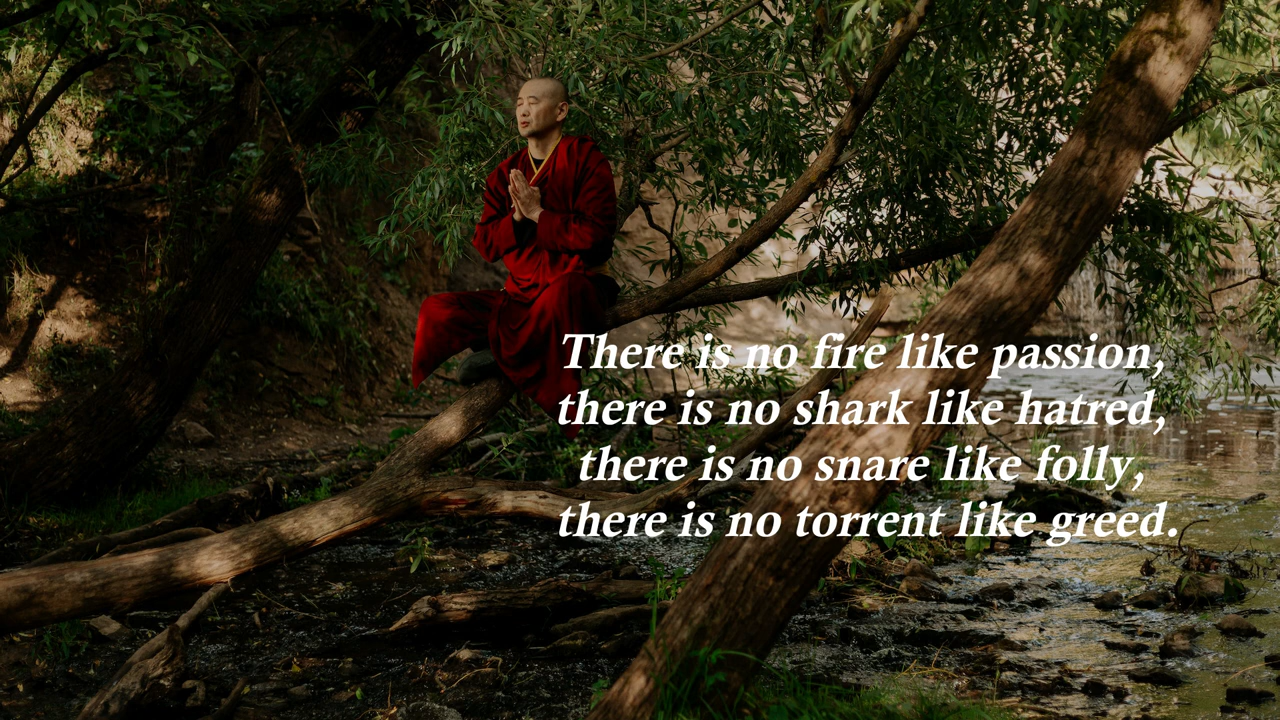 There is no fire like passion,
there is no shark like hatred,
there is no snare like folly,
there is no torrent like greed.